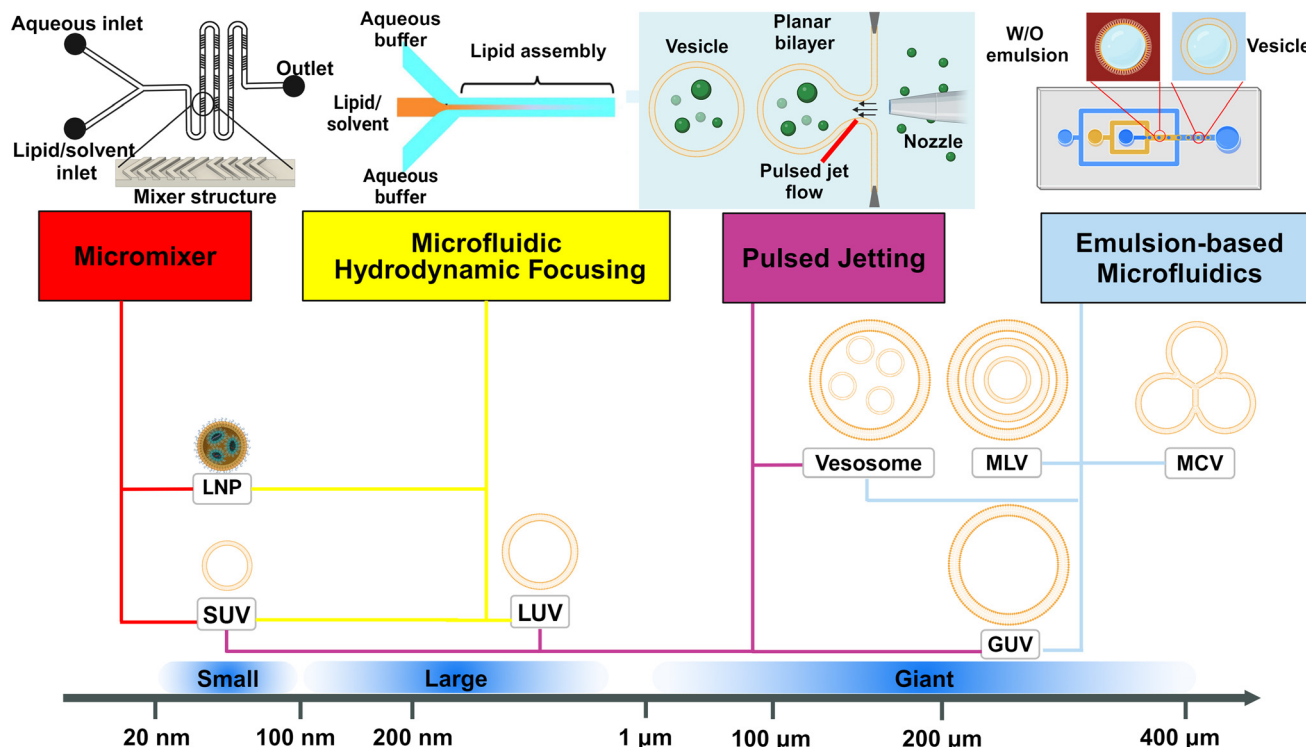 Aqueous inlet
Outlet
Lipid/solvent
inlet
Mixer structure
Aqueous
buffer
Lipid assembly
Lipid/
solvent
Aqueous
buffer
Vesicle
Planar
bilayer
Nozzle
Pulsed jet
flow
W/O
emulsion
Vesicle
Micromixer
Microfluidic
Hydrodynamic Focusing
Pulsed Jetting
Emulsion-based
Microfluidics
LNP
Vesosome
MLV
MCV
SUV
LUV
GUV
Small
Large
Giant
20 nm
100 nm
200 nm
1 µm
100 µm
200 µm
400 µm